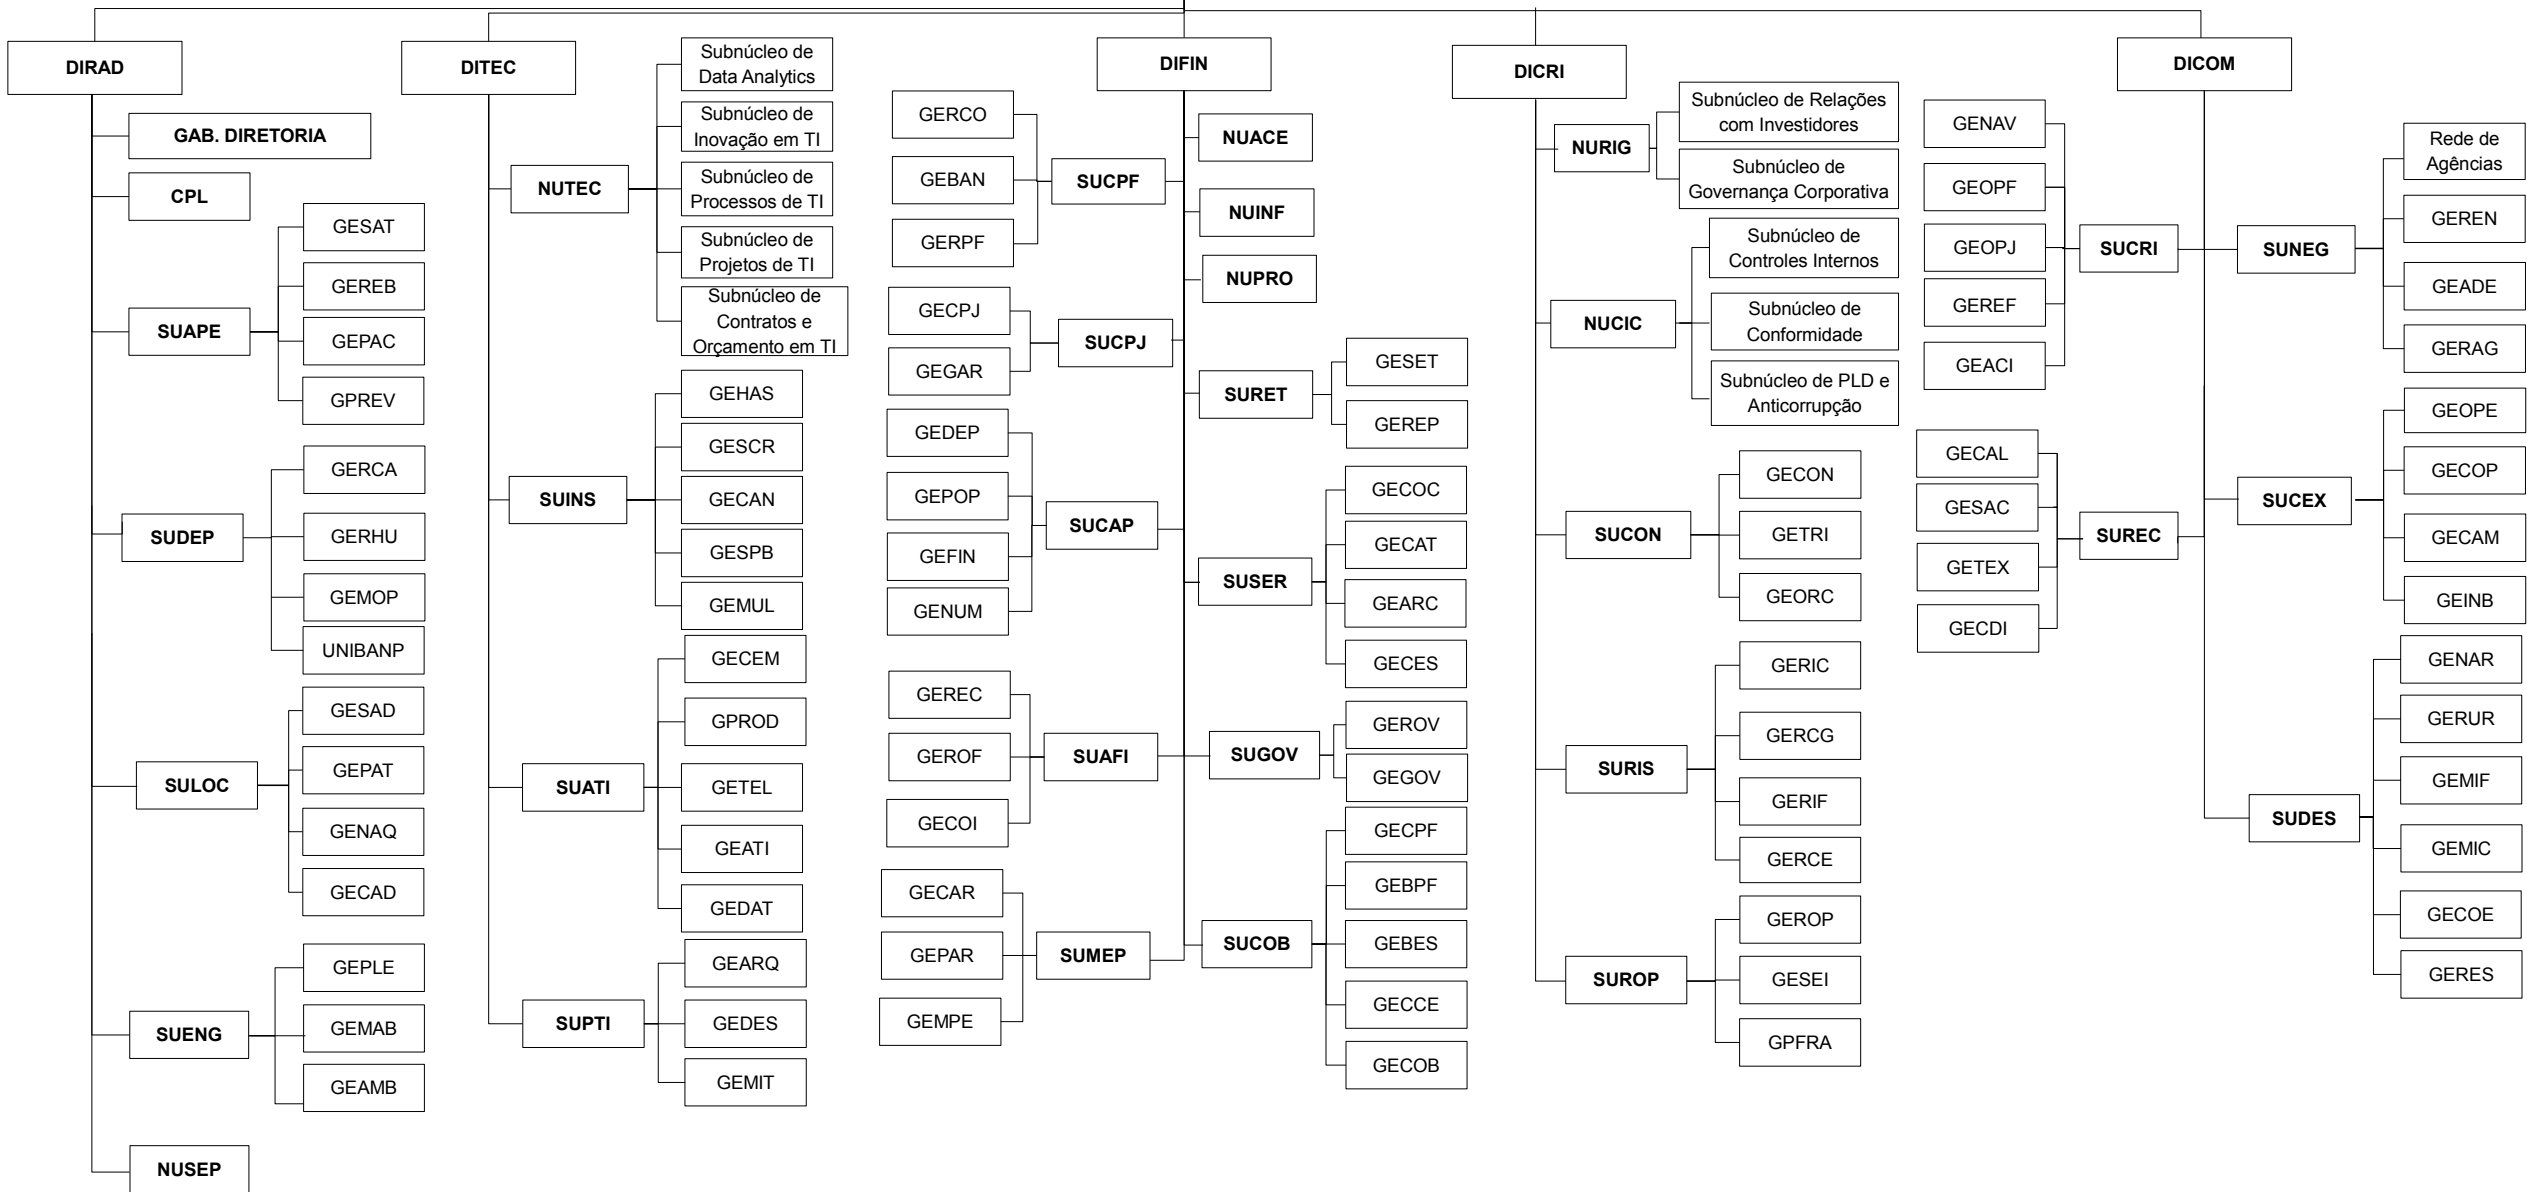 DIRAD
GAB. DIRETORIA
CPL
SUAPE
GESAT
GEREB
GEPAC
GPREV
SUDEP
GERCA
GERHU
GEMOP
UNIBANP
SULOC
GESAD
GEPAT
GENAQ
GECAD
SUENG
GEPLE
GEMAB
GEAMB
NUSEP
DITEC
NUTEC
Subnúcleo de
Data Analytics
Subnúcleo de
Inovação em TI
Subnúcleo de
Processos de TI
Subnúcleo de
Projetos de TI
Subnúcleo de
Contratos e
Orçamento em TI
SUINS
GEHAS
GESCR
GECAN
GESPB
GEMUL
SUATI
GECEM
GPROD
GETEL
GEATI
GEDAT
SUPTI
GEARQ
GEDES
GEMIT
DIFIN
GERCO
GEBAN
GERPF
SUCPF
GECPJ
GEGAR
SUCPJ
GEDEP
GEPOP
GEFIN
GENUM
SUCAP
GEREC
GEROF
GECOI
SUAFI
GECAR
GEPAR
GEMPE
SUMEP
NUACE
NUINF
NUPRO
SURET
GESET
GEREP
SUSER
GECOC
GECAT
GEARC
GECES
SUGOV
GEROV
GEGOV
SUCOB
GECPF
GEBPF
GEBES
GECCE
GECOB
DICRI
NURIG
Subnúcleo de Relações
com Investidores
Subnúcleo de
Governança Corporativa
NUCIC
Subnúcleo de
Controles Internos
Subnúcleo de
Conformidade
Subnúcleo de PLD e
Anticorrupção
SUCON
GECON
GETRI
GEORC
SURIS
GERIC
GERCG
GERIF
GERCE
SUROP
GEROP
GESEI
GPFRA
DICOM
GENAV
GEOPF
GEOPJ
GEREF
GEACI
SUCRI
GECAL
GESAC
GETEX
GECDI
SUREC
SUNEG
Rede de
Agências
GEREN
GEADE
GERAG
SUCEX
GEOPE
GECOP
GECAM
GEINB
SUDES
GENAR
GERUR
GEMIF
GEMIC
GECOE
GERES